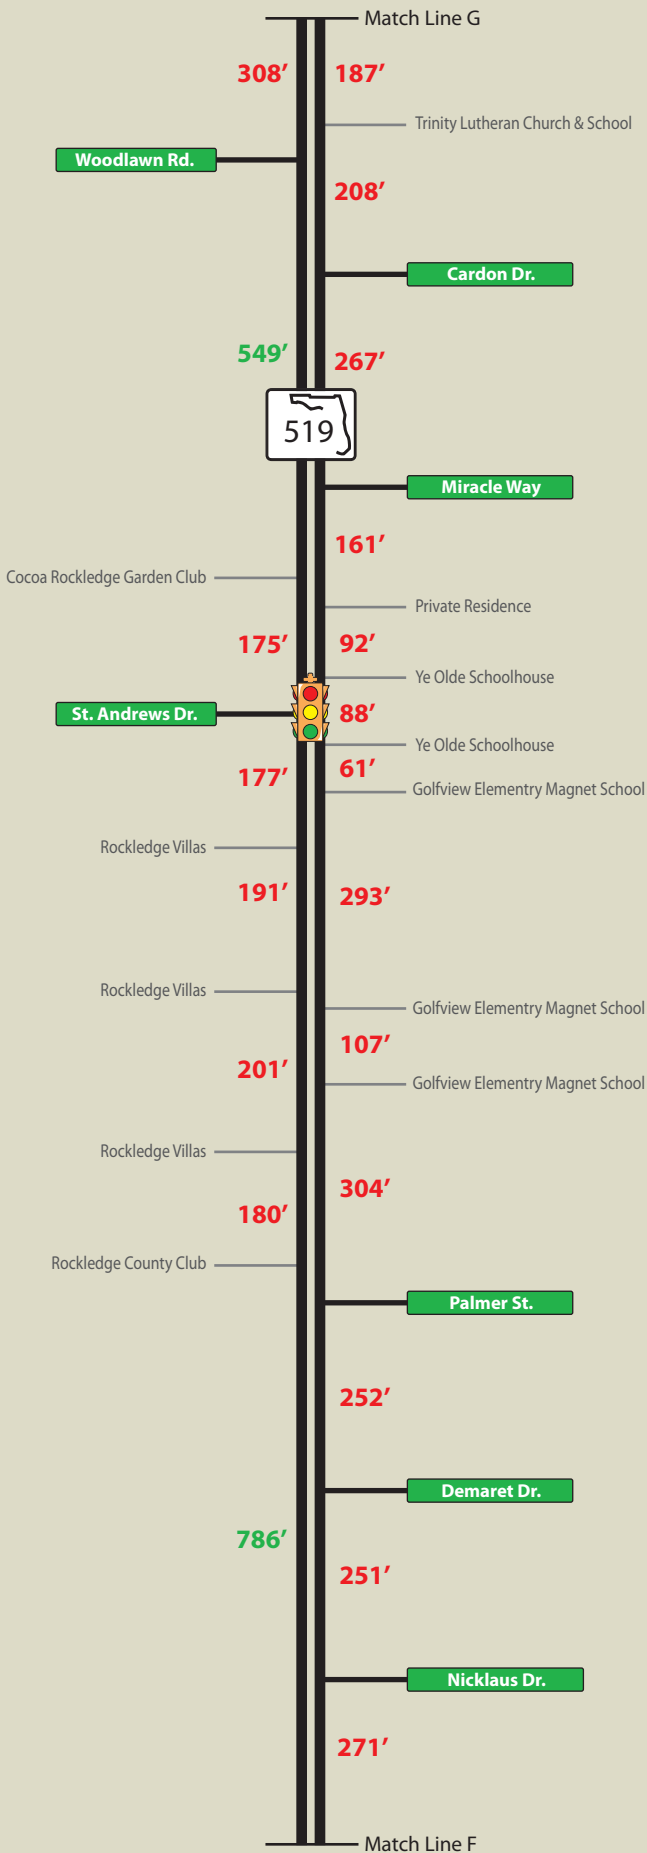 Match Line G
308’ 187’
Trinity Lutheran Church & School
Woodlawn Rd.
208’
Cardon Dr.
549’ 267’
519
Miracle Way
161’
Cocoa Rockledge Garden Club
Private Residence
175’ 92’
Ye Olde Schoolhouse
St. Andrews Dr. 88’
Ye Olde Schoolhouse
177’ 61’
Golfview Elementry Magnet School
Rockledge Villas
191’ 293’
Rockledge Villas
Golfview Elementry Magnet School
107’
201’
Golfview Elementry Magnet School
Rockledge Villas
304’
180’
Rockledge County Club
Palmer St.
252’
Demaret Dr.
786’
251’
Nicklaus Dr.
271’
Match Line F